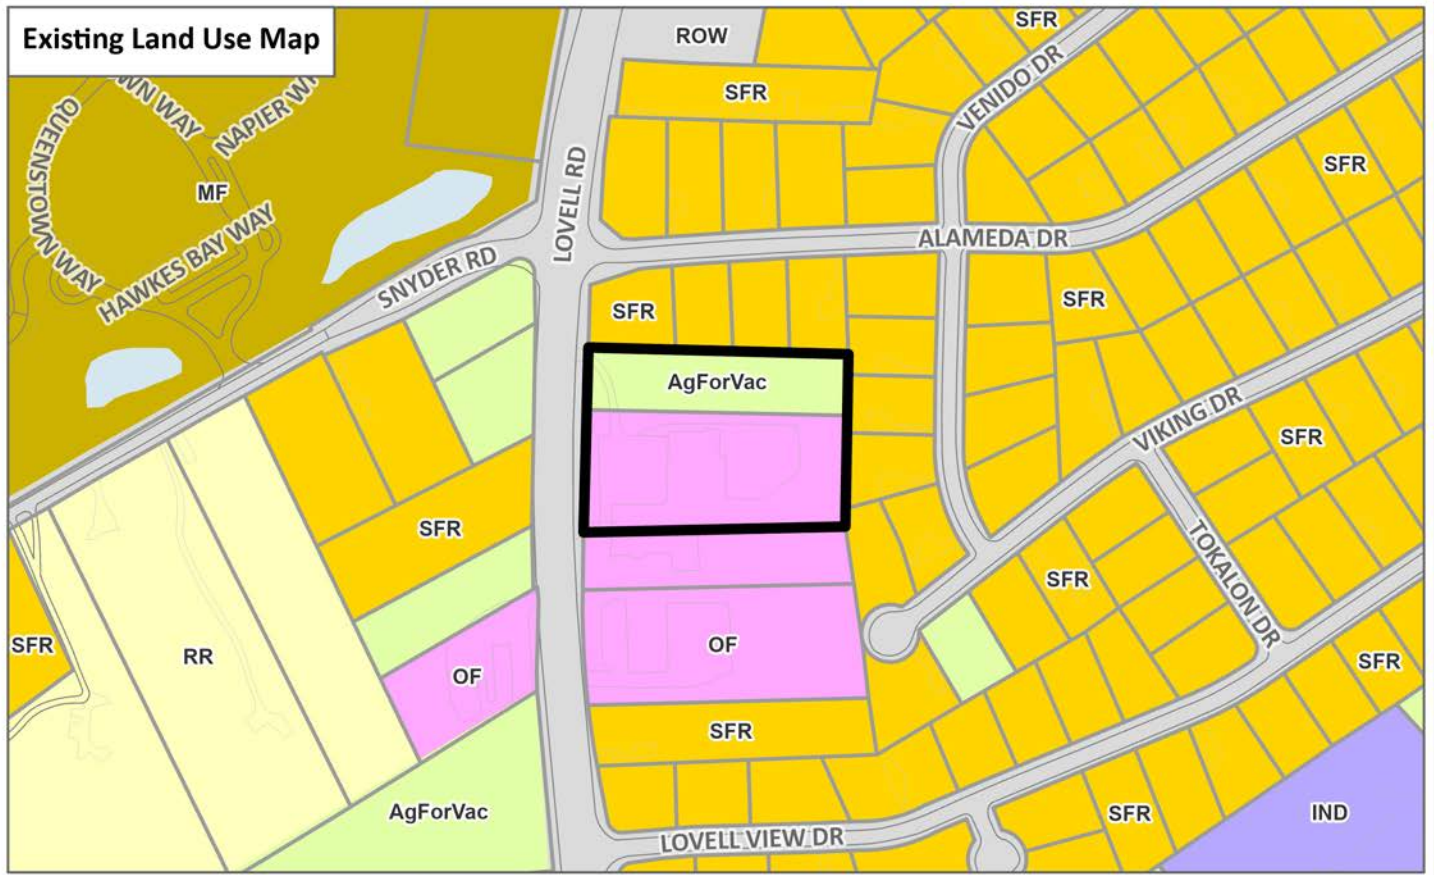 Existing Land Use Map
ROW
SFR
SFR
VENIDO DR
NAPIER
QUEENSTOWN WAY
MF
HAWKES BAY WAY
LOVELL RD
SFR
ALAMEDA DR
SNYDER RD
SFR
SFR
AgForVac
VIKING DR
SFR
SFR
TOKALON DR
SFR
SFR
RR
OF
OF
SFR
SFR
AgForVac
SFR
IND
LOVELL VIEW DR